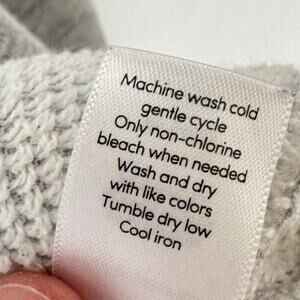 Machine wash cold
gentle cycle
Only non-chlorine
bleach when needed
Wash and dry
with like colors
Tumble dry low
Cool iron